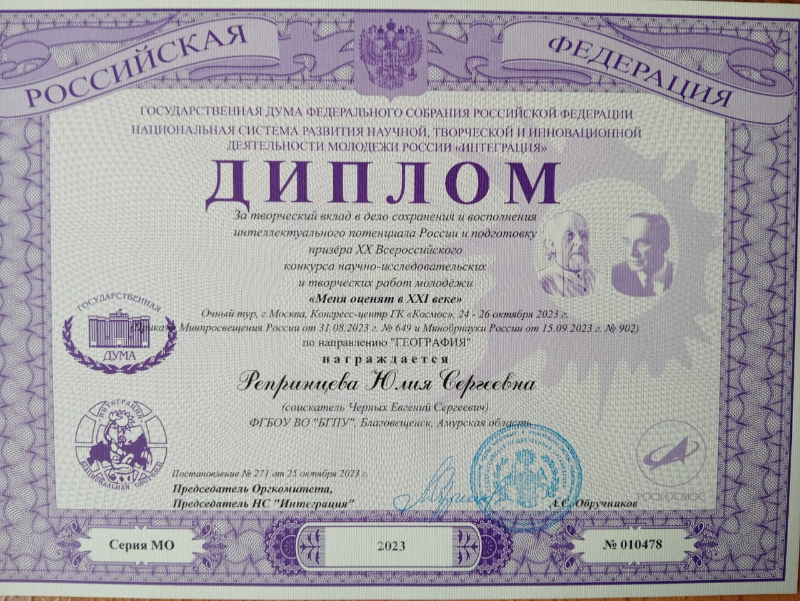 РОССИЙСКАЯ ФЕДЕРАЦИЯ
ГОСУДАРСТВЕННАЯ ДУМА ФЕДЕРАЛЬНОГО СОБРАНИЯ РОССИЙСКОЙ ФЕДЕРАЦИИ
НАЦИОНАЛЬНАЯ СИСТЕМА РАЗВИТИЯ НАУЧНОЙ, ТВОРЧЕСКОЙ И ИННОВАЦИОННОЙ
ДЕЯТЕЛЬНОСТИ МОЛОДЕЖИ РОССИИ «ИНТЕГРАЦИЯ»
ДИПЛОМ
За творческий вклад в дело сохранения и восполнения
интеллектуального потенциала России и подготовку
призёра XX Всероссийского
конкурса научно-исследовательских
и творческих работ молодёжи
«Меня оценят в XXI веке»
Очный тур, г.Москва, Конгресс-центр ГК «Космос», 24 - 26 октября 2023 г.
(Приказы Минпросвещения России от 31.08.2023 г. № 649 и Минобрнауки России от 15.09.2023 г. № 902)
по направлению "ГЕОГРАФИЯ"
награждается
Репринцева Юлия Сергеевна
(соискатель Черных Евгений Сергеевич)
ФГБОУ ВО "БГПУ", Благовещенск, Амурская область
ГОСУДАРСТВЕННАЯ
ДУМА
ИНТЕГРАЦИЯ
НАЦИОНАЛЬНАЯ СИСТЕМА
Постановление № 271 от 25 октября 2023 г.
Председатель Оргкомитета,
Председатель НС "Интеграция"
А.С. Обручников
РОСКОСМОС
Серия МО
2023
№ 010478